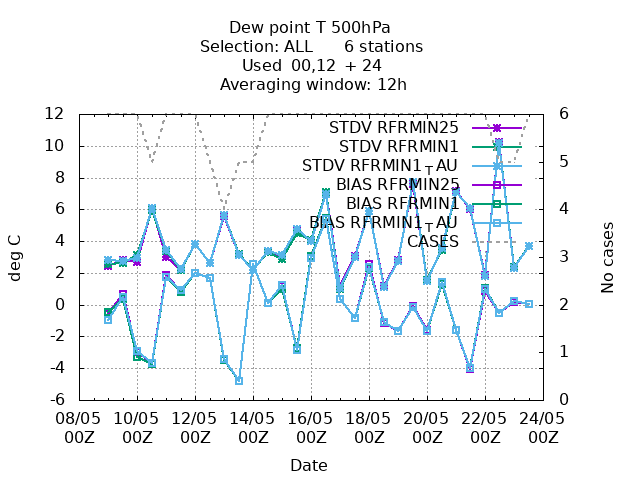 Dew point T 500hPa
Selection: ALL 6 stations
Used 00,12 + 24
Averaging window: 12h
12
10
8
6
4
2
0
-2
-4
-6
deg C
6
5
4
3
2
1
0
No cases
STDV RFRMIN25
STDV RFRMIN1
STDV RFRMIN1TAU
BIAS RFRMIN25
BIAS RFRMIN1
BIAS RFRMIN1TAU
CASES
08/05 10/05 12/05 14/05 16/05 18/05 20/05 22/05 24/05
00Z 00Z 00Z 00Z 00Z 00Z 00Z 00Z 00Z
Date